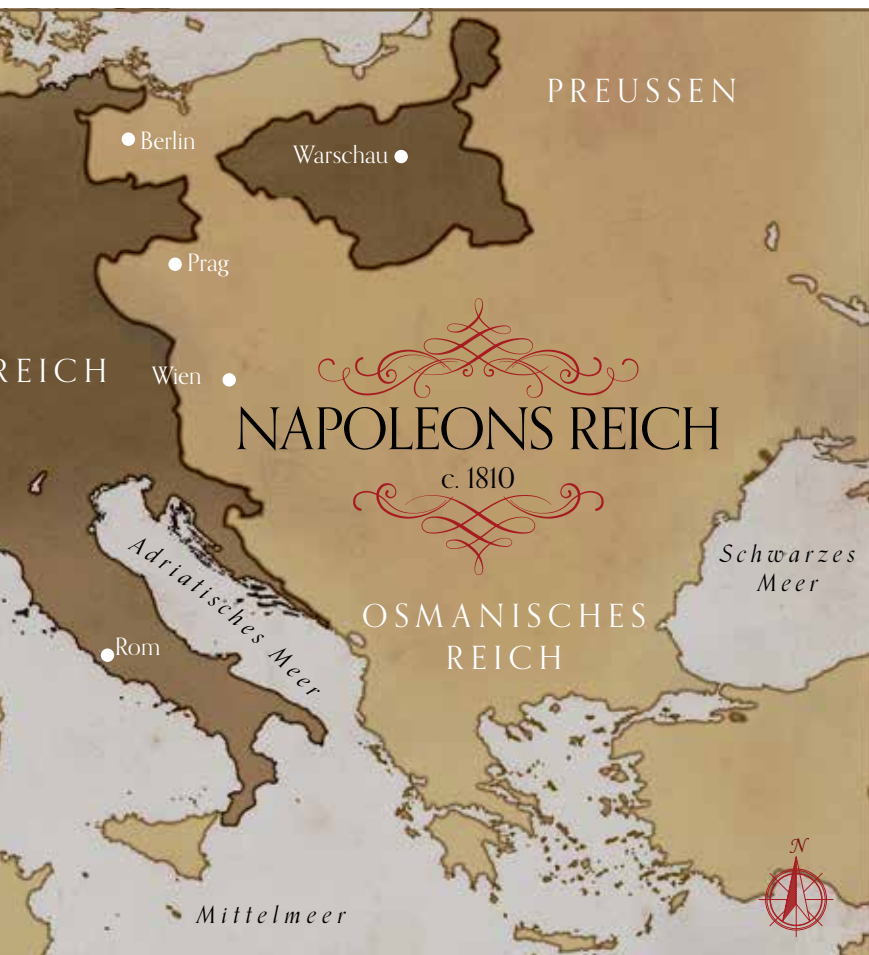 PREUSSEN
Berlin
Warschau
Prag
REICH
Wien
NAPOLEONS REICH
c. 1810
Adriatisches Meer
Schwarzes
Meer
OSMANISCHES
REICH
Rom
N
Mittelmeer